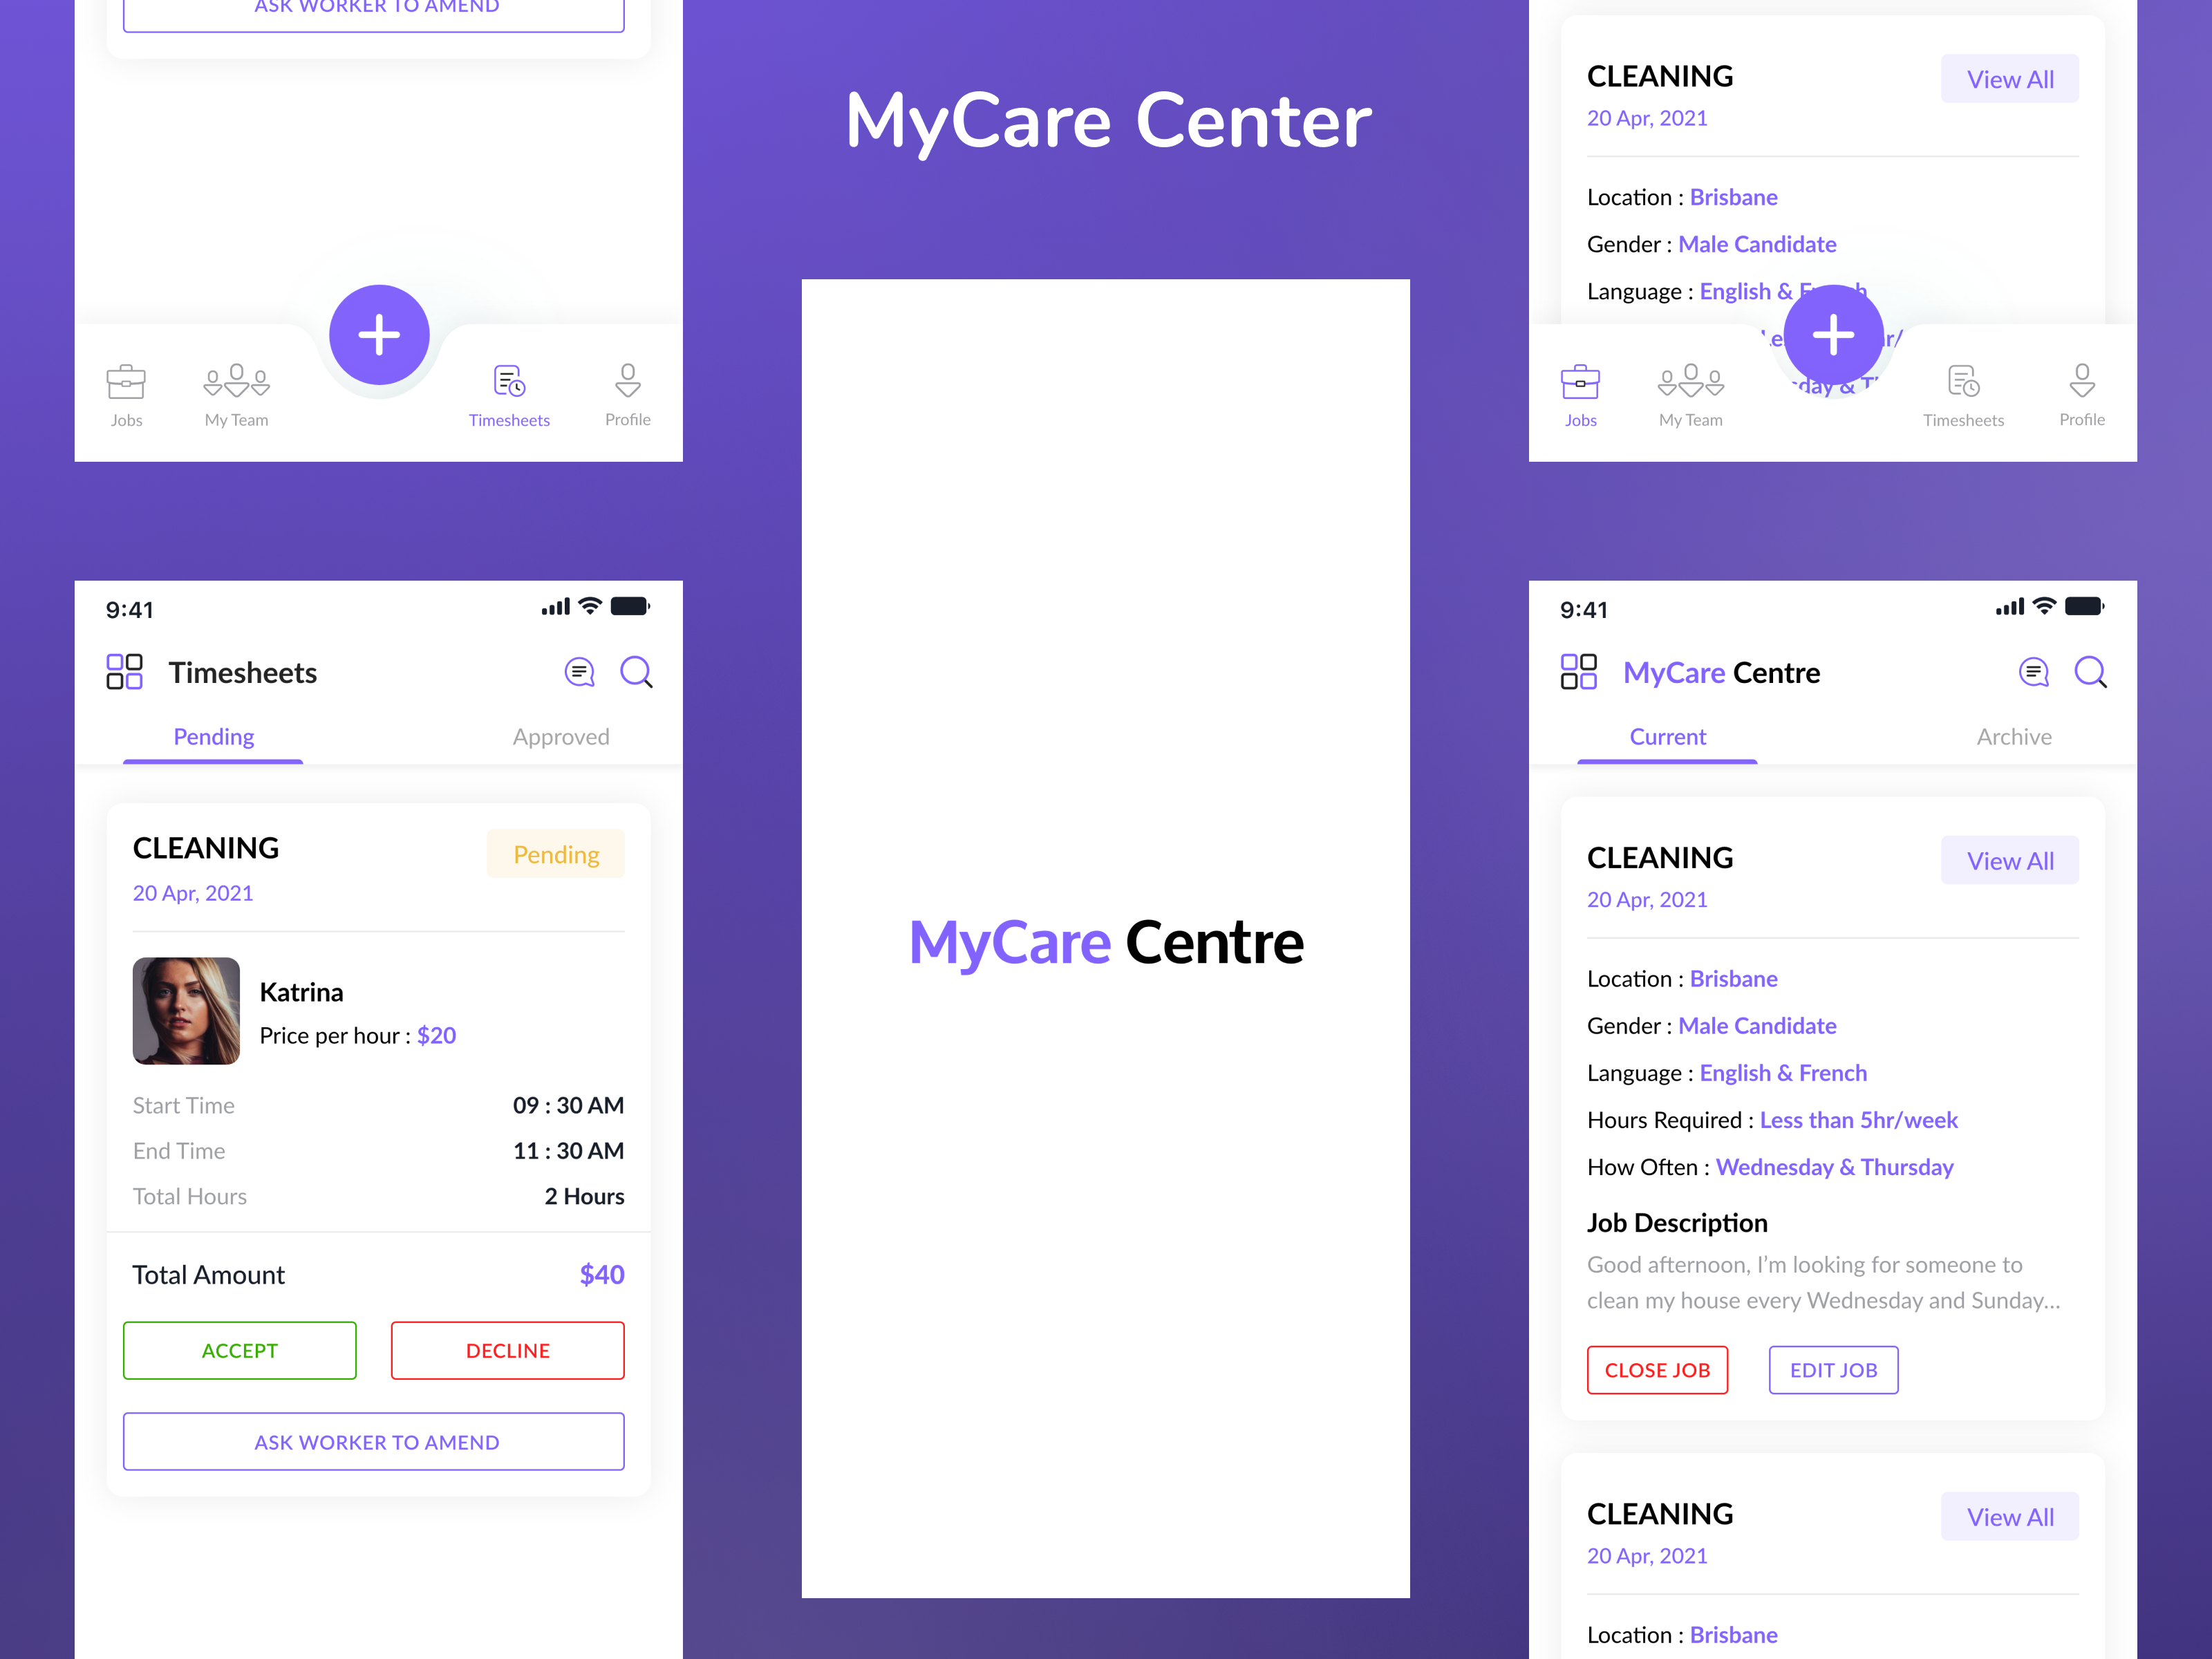 ASK WORKER TO AMEND
Jobs
My Team
Timesheets
Profile
9:41
Timesheets
Pending
Approved
CLEANING
Pending
20 Apr, 2021
Katrina
Price per hour : $20
Start Time
09 : 30 AM
End Time
11 : 30 AM
Total Hours
2 Hours
Total Amount
$40
ACCEPT
DECLINE
ASK WORKER TO AMEND
MyCare Center
MyCare Centre
CLEANING
View All
20 Apr, 2021
Location : Brisbane
Gender : Male Candidate
Language : English &
Jobs
My Team
Timesheets
Profile
9:41
MyCare Centre
Current
Archive
CLEANING
View All
20 Apr, 2021
Location : Brisbane
Gender : Male Candidate
Language : English & French
Hours Required : Less than 5hr/week
How Often : Wednesday & Thursday
Job Description
Good afternoon, I’m looking for someone to
clean my house every Wednesday and Sunday...
CLOSE JOB
EDIT JOB
CLEANING
View All
20 Apr, 2021
Location : Brisbane